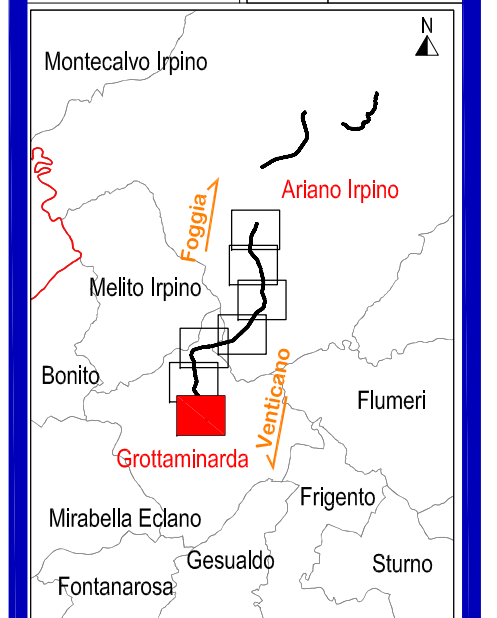 N
Montecalvo Irpino
Ariano Irpino
Foggia
Melito Irpino
Bonito
Venticano
Flumeri
Grottaminarda
Frigento
Mirabella Eclano
Gesualdo
Sturno
Fontanarosa